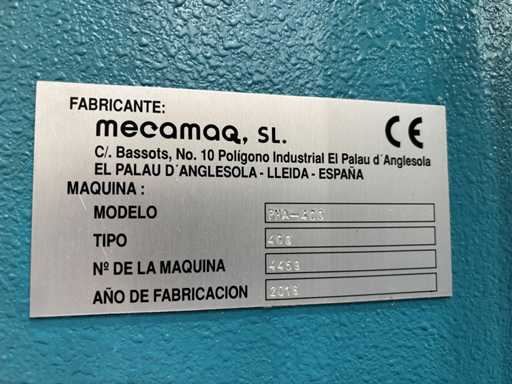 FABRICANTE:
mecamaq, SL.
CE
C/. Bassots, No. 10 Polígono Industrial El Palau d´Anglesola
EL PALAU D´ANGLESOLA - LLEIDA - ESPAÑA
MAQUINA :
MODELO
TIPO
Nº DE LA MAQUINA
AÑO DE FABRICACION